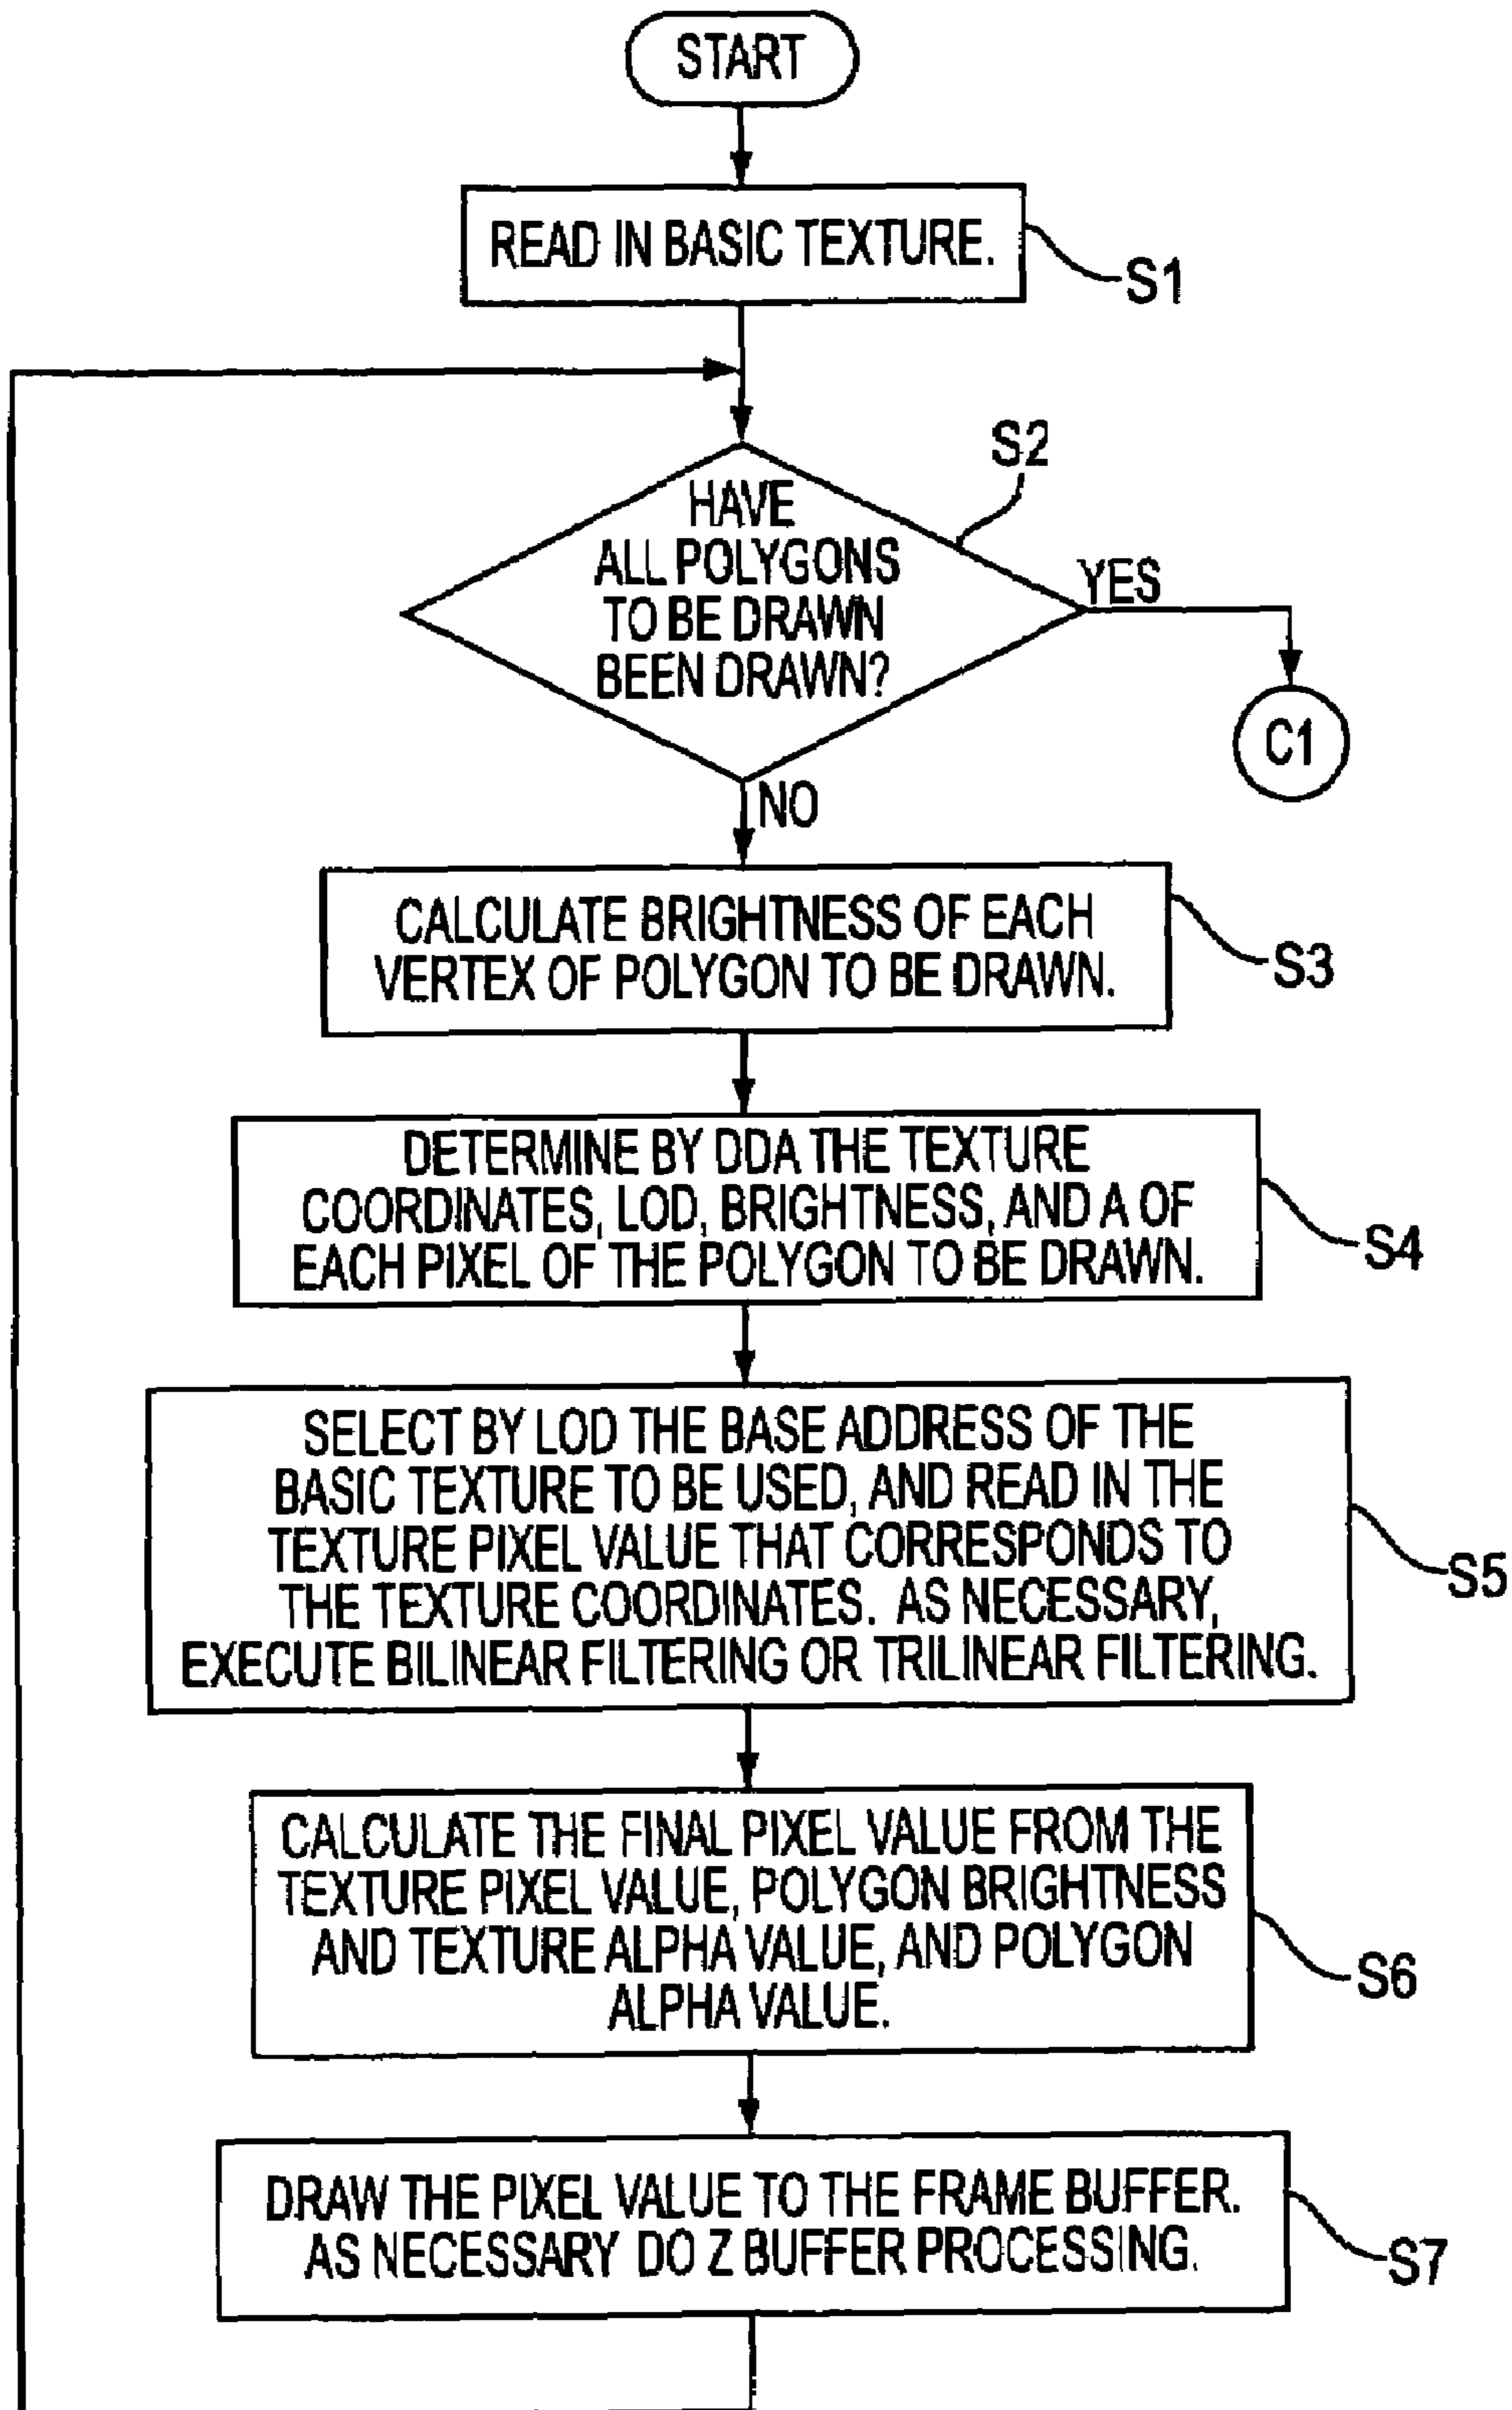 START
READ IN BASIC TEXTURE.
S1
S2
HAVE
ALL POLYGONS
TO BE DRAWN
BEEN DRAWN?
YES
C1
NO
CALCULATE BRIGHTNESS OF EACH
VERTEX OF POLYGON TO BE DRAWN.
S3
DETERMINE BY DDA THE TEXTURE
COORDINATES, LOD, BRIGHTNESS, AND A OF
EACH PIXEL OF THE POLYGON TO BE DRAWN.
S4
SELECT BY LOD THE BASE ADDRESS OF THE
BASIC TEXTURE TO BE USED, AND READ IN THE
TEXTURE PIXEL VALUE THAT CORRESPONDS TO
THE TEXTURE COORDINATES. AS NECESSARY,
EXECUTE BILINEAR FILTERING OR TRILINEAR FILTERING.
S5
CALCULATE THE FINAL PIXEL VALUE FROM THE
TEXTURE PIXEL VALUE, POLYGON BRIGHTNESS
AND TEXTURE ALPHA VALUE, AND POLYGON
ALPHA VALUE.
S6
DRAW THE PIXEL VALUE TO THE FRAME BUFFER.
AS NECESSARY DO Z BUFFER PROCESSING.
S7